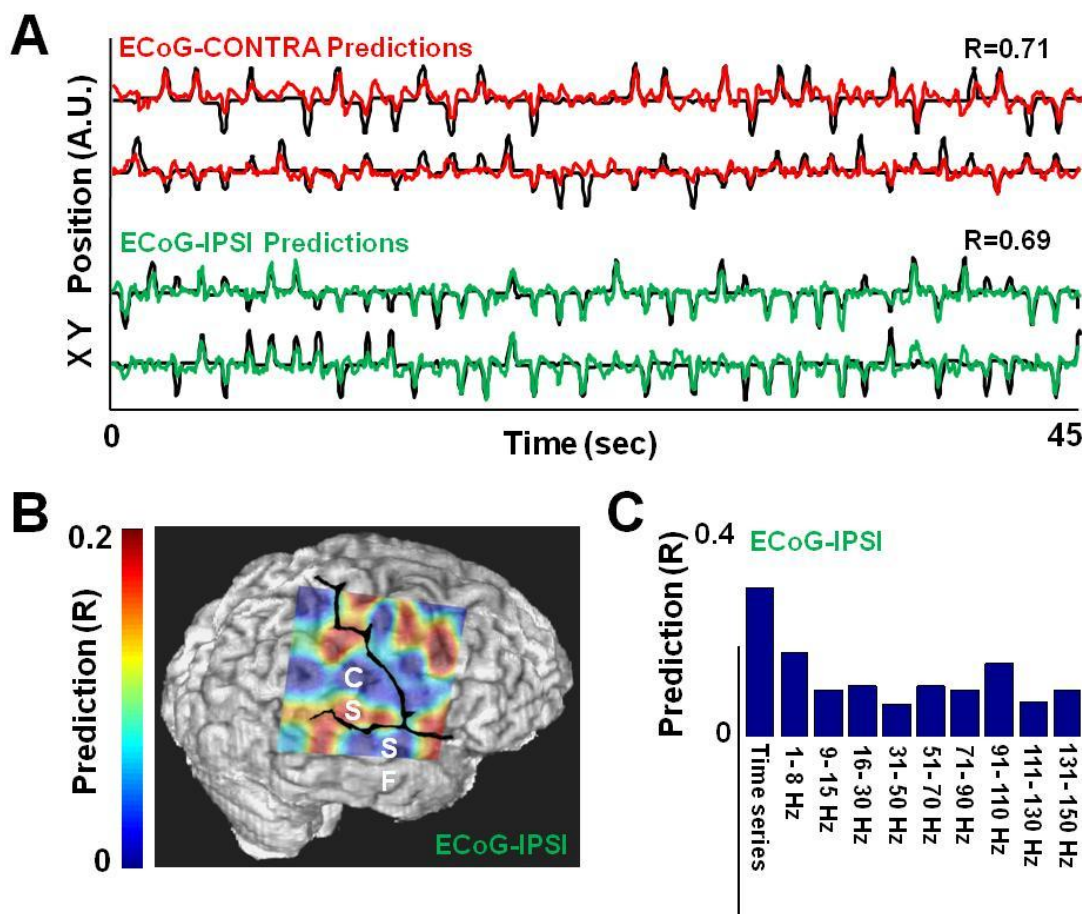 A
ECoG-CONTRA Predictions
R=0.71
X Y Position (A.U.)
ECoG-IPSI Predictions
R=0.69
0
Time (sec)
45
B
0.2
Prediction (R)
0
C
S
S
F
ECoG-IPSI
C
0.4
ECoG-IPSI
Prediction (R)
0
Time series
1-8 Hz
9-15 Hz
16-30 Hz
31-50 Hz
51-70 Hz
71-90 Hz
91-110 Hz
111-130 Hz
131-150 Hz